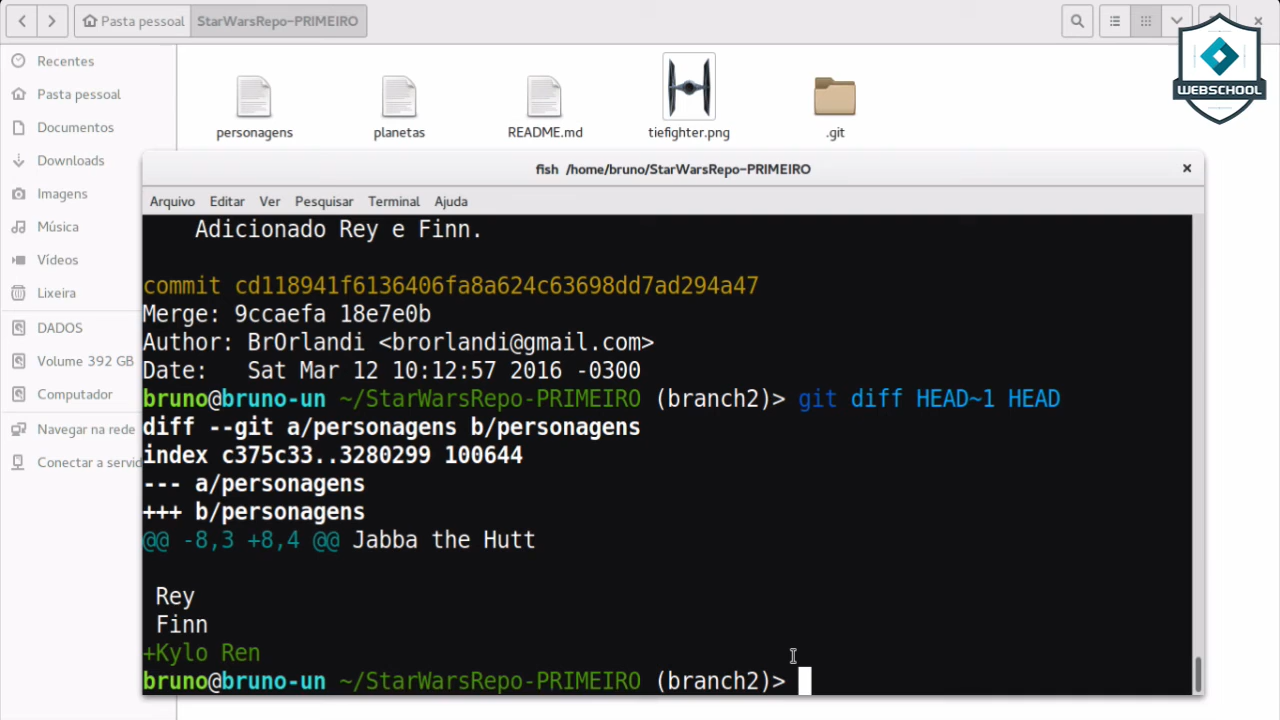 Pasta pessoal StarWarsRepo-PRIMEIRO
WEBSCHOOL
Recentes
Pasta pessoal
Documentos
Downloads
Imagens
Música
Vídeos
Lixeira
DADOS
Volume 392 GB
Computador
Navegar na rede
Conectar a servid
personagens planetas README.md tiefighter.png .git
fish /home/bruno/StarWarsRepo-PRIMEIRO
Arquivo Editar Ver Pesquisar Terminal Ajuda
Adicionado Rey e Finn.
commit cd118941f6136406fa8a624c63698dd7ad294a47
Merge: 9ccaefa 18e7e0b
Author: BrOrlandi <brorlandi@gmail.com>
Date: Sat Mar 12 10:12:57 2016 -0300
bruno@bruno-un ~/StarWarsRepo-PRIMEIRO (branch2)> git diff HEAD~1 HEAD
diff --git a/personagens b/personagens
index c375c33..3280299 100644
--- a/personagens
+++ b/personagens
@@ -8,3 +8,4 @@ Jabba the Hutt
Rey
Finn
+Kylo Ren
bruno@bruno-un ~/StarWarsRepo-PRIMEIRO (branch2)>